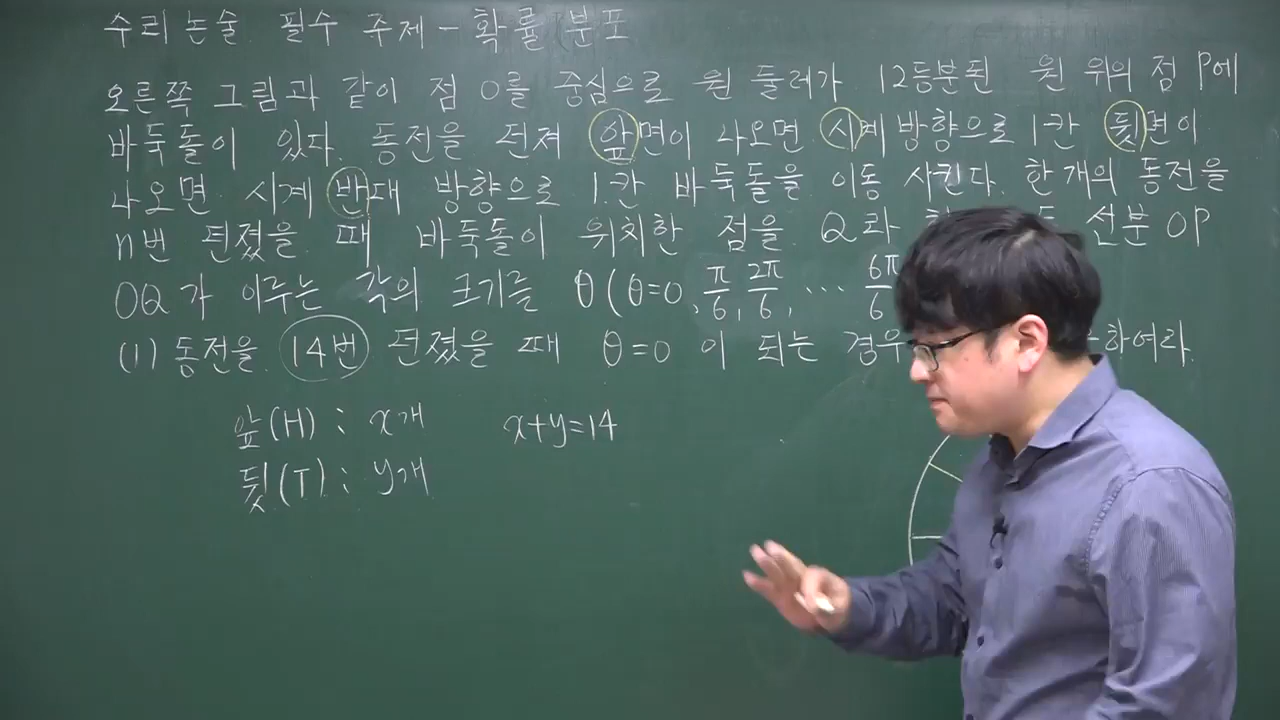 수리논술 필수 주제 - 확률 분포
오른쪽 그림과 같이 점 O를 중심으로 원 둘레가 12등분된 원 위의 점 P에
바둑돌이 있다. 동전을 던져 앞면이 나오면 시계 방향으로 1칸 뒷면이
나오면 시계 반대 방향으로 1칸 바둑돌을 이동 시킨다. 한 개의 동전을
n번 던졌을 때 바둑돌이 위치한 점을 Q라 선분 OP
OQ가 이루는 각의 크기를 θ(θ=0, π/6, 2π/6, ⋯ 6π/6
(1) 동전을 14번 던졌을 때 θ=0 이 되는 경우 하여라.
앞(H) : x개 x+y=14
뒷(T) : y개